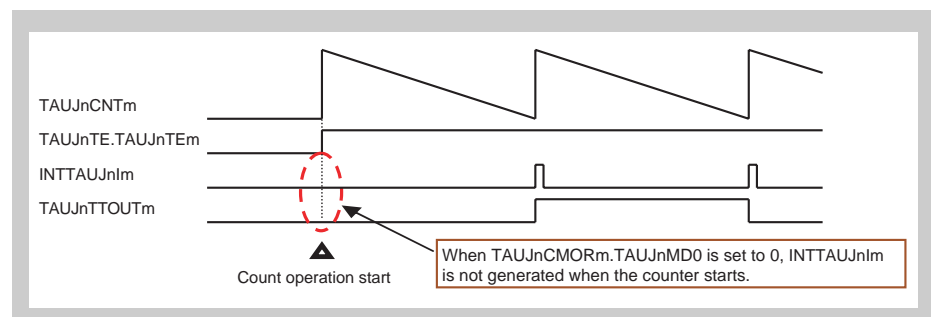 TAUJnCNTm
TAUJnTE.TAUJnTEm
INTTAUJnIm
TAUJnTTOUTm
Count operation start
When TAUJnCMORm.TAUJnMD0 is set to 0, INTTAUJnIm
is not generated when the counter starts.